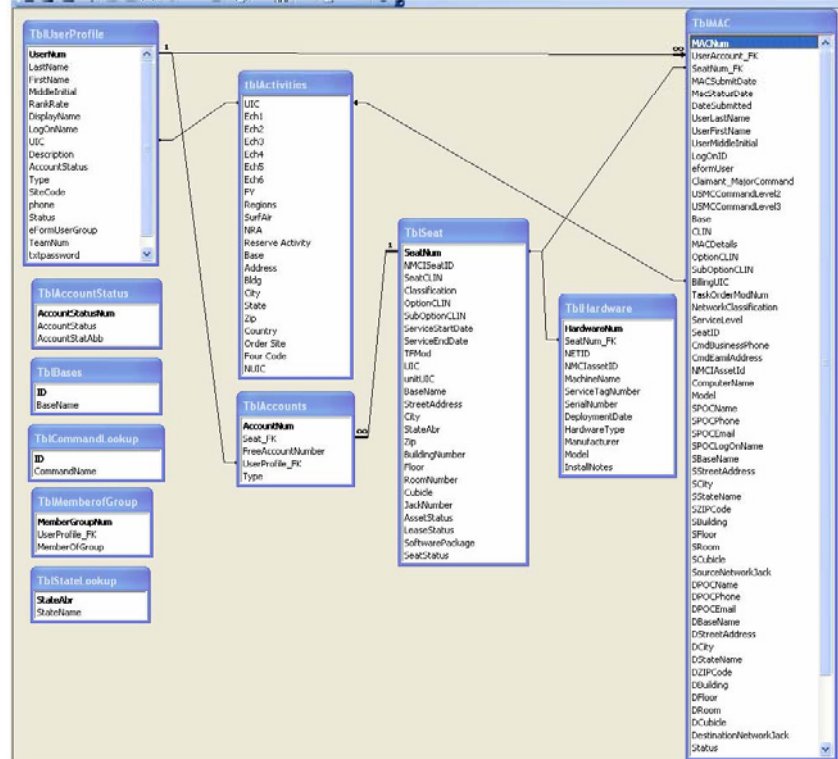 TblUserProfile
UserNum
LastName
FirstName
MiddleInitial
RankRate
DisplayName
LogOnName
UIC
Description
AccountStatus
Type
SiteCode
phone
Status
eFormUserGroup
TeamNum
txtpassword
TblAccountStatus
AccountStatusNum
AccountStatus
AccountStatAbb
TblBases
ID
BaseName
TblCommandLookup
ID
CommandName
TblMemberofGroup
MemberGroupNum
UserProfile_FK
MemberOfGroup
TblStateLookup
StateAbr
StateName
1
tblActivities
UIC
Ech1
Ech2
Ech3
Ech4
Ech5
Ech6
FY
Regions
SurfAir
NRA
Reserve Activity
Base
Address
Bldg
City
State
Zip
Country
Order Site
Four Code
NUIC
TblAccounts
AccountNum
Seat_FK
FreeAccountNumber
UserProfile_FK
Type
∞
1
TblSeat
SeatNum
NMCISeatID
SeatCLIN
Classification
OptionCLIN
SubOptionCLIN
ServiceStartDate
ServiceEndDate
TFMod
UIC
unitUIC
BaseName
StreetAddress
City
StateAbr
Zip
BuildingNumber
Floor
RoomNumber
Cubicle
JackNumber
AssetStatus
LeaseStatus
SoftwarePackage
SeatStatus
TblHardware
HardwareNum
SeatNum_FK
NETID
NMCIassetID
MachineName
ServiceTagNumber
SerialNumber
DeploymentDate
HardwareType
Manufacturer
Model
InstallNotes
∞
TblMAC
MACNum
UserAccount_FK
SeatNum_FK
MACSubmitDate
MacStatusDate
DateSubmitted
UserLastName
UserFirstName
UserMiddleInitial
LogOnID
eformUser
Claimant_MajorCommand
USMCCommandLevel2
USMCCommandLevel3
Base
CLIN
MACDetails
OptionCLIN
SubOptionCLIN
BillingUIC
TaskOrderModNum
NetworkClassification
ServiceLevel
SeatID
CmdBusinessPhone
CmdEamlAddress
NMCIAssetId
ComputerName
Model
SPOCName
SPOCPhone
SPOCEmail
SPOCLogOnName
SBaseName
SStreetAddress
SCity
SStateName
SZIPCode
SBuilding
SFloor
SRoom
SCubicle
SourceNetworkJack
DPOCName
DPOCPhone
DPOCEmail
DBaseName
DStreetAddress
DCity
DStateName
DZIPCode
DBuilding
DFloor
DRoom
DCubicle
DestinationNetworkJack
Status